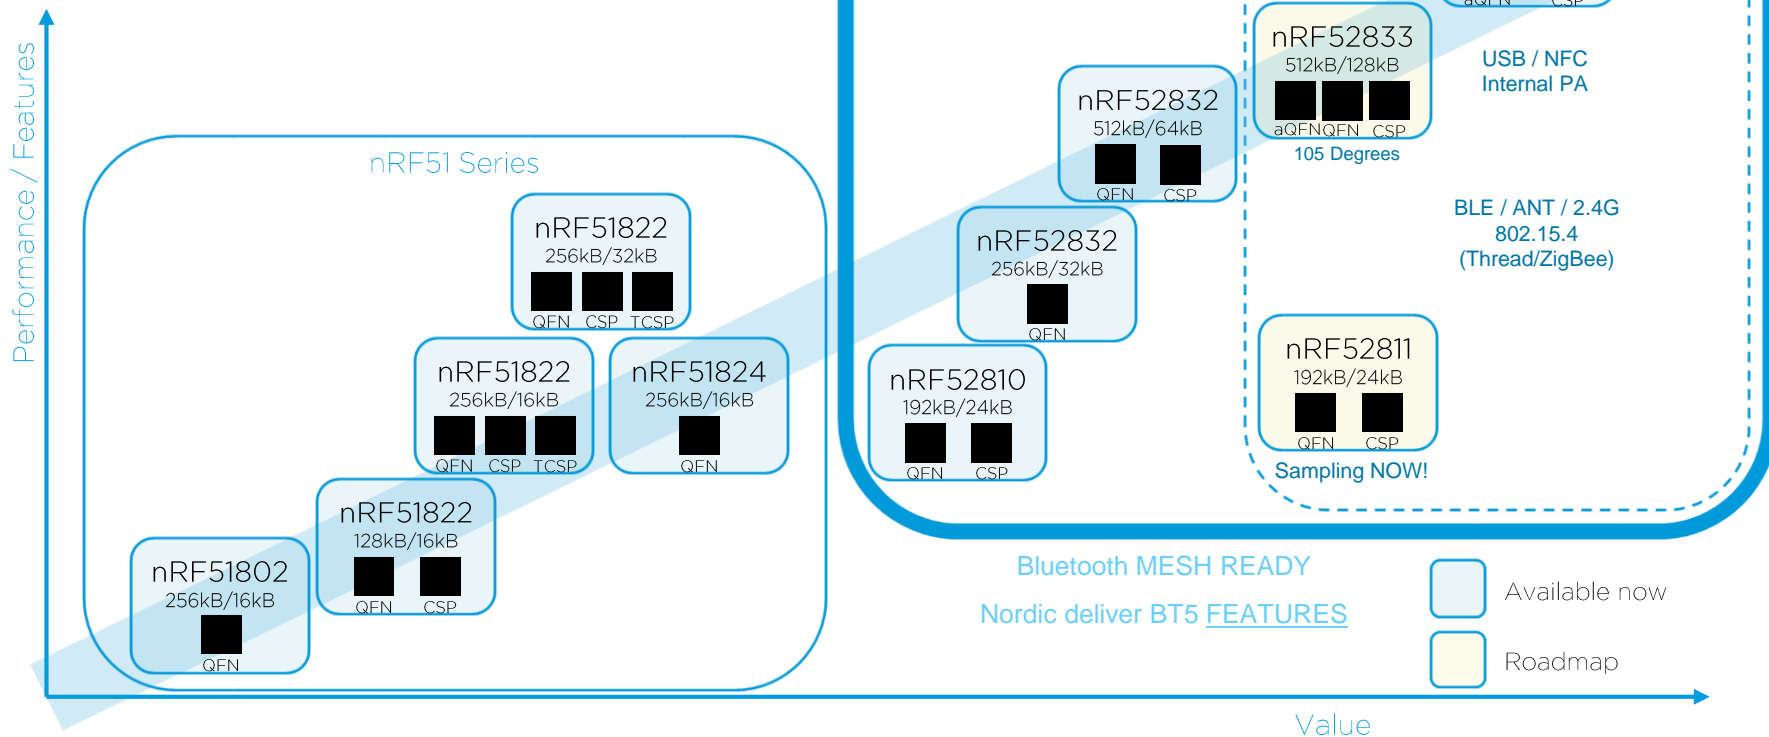 aQFN CSP
nRF52833
512kB/128kB
aQFN QFN CSP
105 Degrees
USB / NFC
Internal PA
nRF52832
512kB/64kB
QFN CSP
Performance / Features
nRF51 Series
nRF51822
256kB/32kB
QFN CSP TCSP
nRF52832
256kB/32kB
QFN
BLE / ANT / 2.4G
802.15.4
(Thread/ZigBee)
nRF51822
256kB/16kB
QFN CSP TCSP
nRF51824
256kB/16kB
QFN
nRF52810
192kB/24kB
QFN CSP
nRF52811
192kB/24kB
QFN CSP
Sampling NOW!
nRF51822
128kB/16kB
QFN CSP
nRF51802
256kB/16kB
QFN
Bluetooth MESH READY
Nordic deliver BT5 FEATURES
Available now
Roadmap
Value